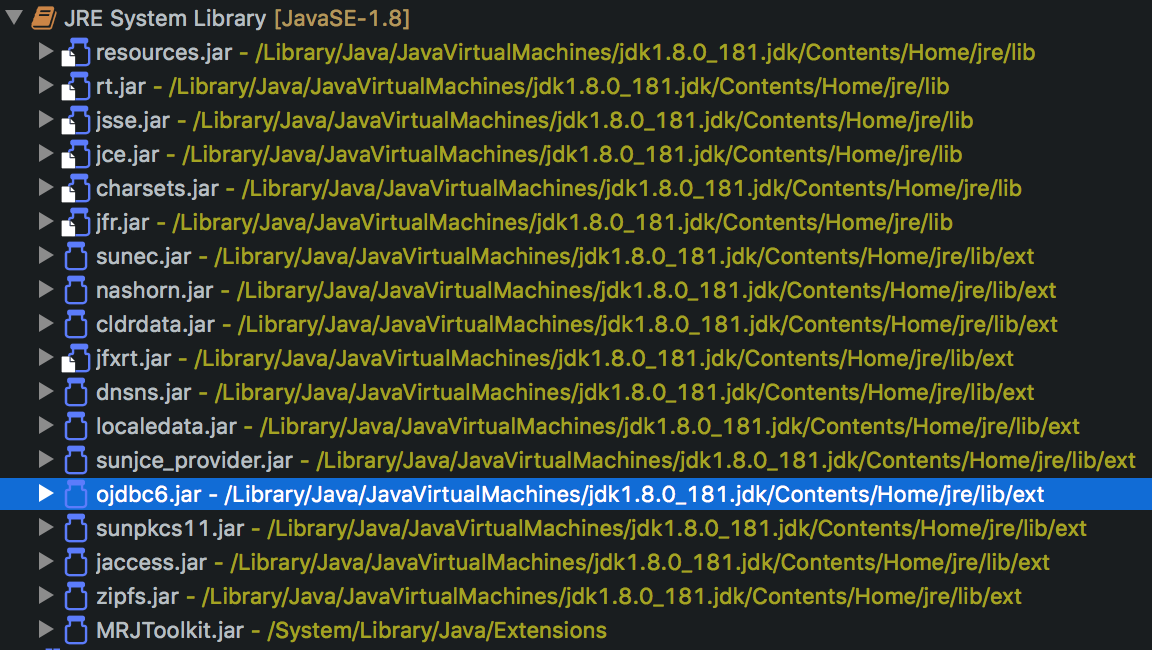 JRE System Library [JavaSE-1.8]
resources.jar - /Library/Java/JavaVirtualMachines/jdk1.8.0_181.jdk/Contents/Home/jre/lib
rt.jar - /Library/Java/JavaVirtualMachines/jdk1.8.0_181.jdk/Contents/Home/jre/lib
jsse.jar - /Library/Java/JavaVirtualMachines/jdk1.8.0_181.jdk/Contents/Home/jre/lib
jce.jar - /Library/Java/JavaVirtualMachines/jdk1.8.0_181.jdk/Contents/Home/jre/lib
charsets.jar - /Library/Java/JavaVirtualMachines/jdk1.8.0_181.jdk/Contents/Home/jre/lib
jfr.jar - /Library/Java/JavaVirtualMachines/jdk1.8.0_181.jdk/Contents/Home/jre/lib
sunec.jar - /Library/Java/JavaVirtualMachines/jdk1.8.0_181.jdk/Contents/Home/jre/lib/ext
nashorn.jar - /Library/Java/JavaVirtualMachines/jdk1.8.0_181.jdk/Contents/Home/jre/lib/ext
cldrdata.jar - /Library/Java/JavaVirtualMachines/jdk1.8.0_181.jdk/Contents/Home/jre/lib/ext
jfxrt.jar - /Library/Java/JavaVirtualMachines/jdk1.8.0_181.jdk/Contents/Home/jre/lib/ext
dnsns.jar - /Library/Java/JavaVirtualMachines/jdk1.8.0_181.jdk/Contents/Home/jre/lib/ext
localedata.jar - /Library/Java/JavaVirtualMachines/jdk1.8.0_181.jdk/Contents/Home/jre/lib/ext
sunjce_provider.jar - /Library/Java/JavaVirtualMachines/jdk1.8.0_181.jdk/Contents/Home/jre/lib/ext
ojdbc6.jar - /Library/Java/JavaVirtualMachines/jdk1.8.0_181.jdk/Contents/Home/jre/lib/ext
sunpkcs11.jar - /Library/Java/JavaVirtualMachines/jdk1.8.0_181.jdk/Contents/Home/jre/lib/ext
jaccess.jar - /Library/Java/JavaVirtualMachines/jdk1.8.0_181.jdk/Contents/Home/jre/lib/ext
zipfs.jar - /Library/Java/JavaVirtualMachines/jdk1.8.0_181.jdk/Contents/Home/jre/lib/ext
MRJToolkit.jar - /System/Library/Java/Extensions